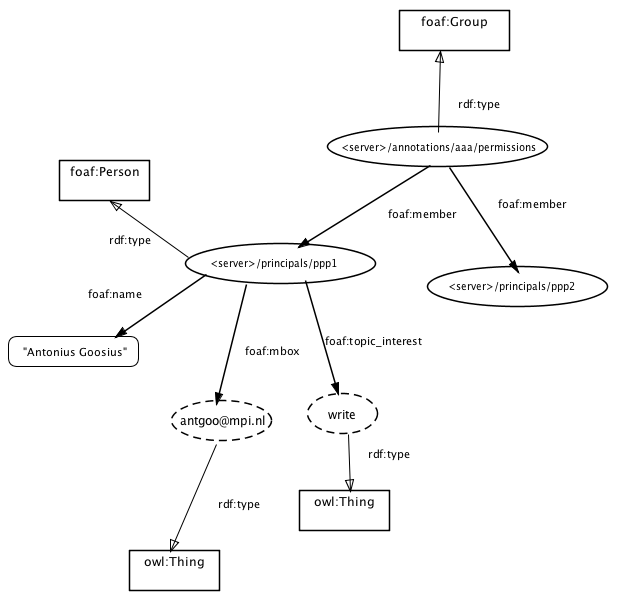 foaf:Group
rdf:type
<server>/annotations/aaa/permissions
foaf:Person
foaf:member
foaf:member
rdf:type
<server>/principals/ppp1
<server>/principals/ppp2
foaf:name
"Antonius Goosius"
foaf:mbox
foaf:topic_interest
antgoo@mpi.nl
write
rdf:type
owl:Thing
rdf:type
owl:Thing